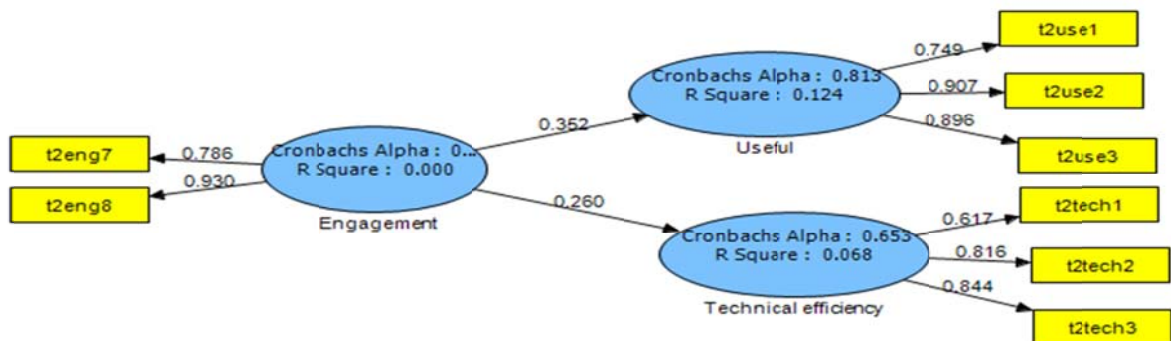 t2eng7
t2eng8
0.786
0.930
Cronbachs Alpha : 0...
R Square : 0.000
Engagement
0.352
0.260
Cronbachs Alpha : 0.813
R Square : 0.124
Useful
0.749
0.907
0.896
t2use1
t2use2
t2use3
Cronbachs Alpha : 0.653
R Square : 0.068
Technical efficiency
0.617
0.816
0.844
t2tech1
t2tech2
t2tech3